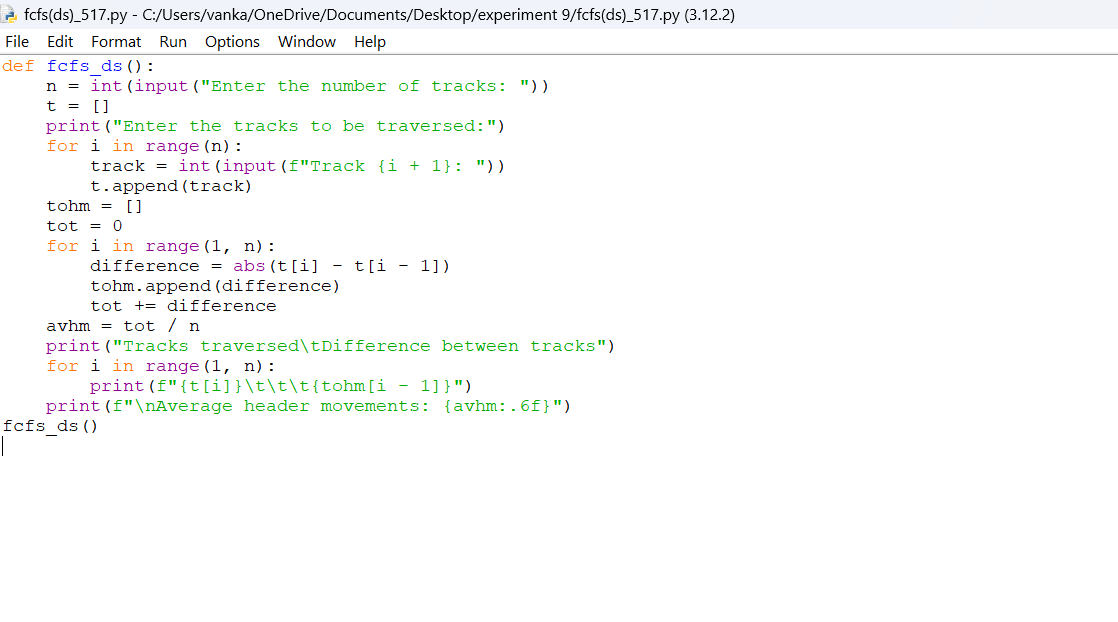 fcfs(ds)_517.py - C:/Users/vanka/OneDrive/Documents/Desktop/experiment 9/fcfs(ds)_517.py (3.12.2)
File Edit Format Run Options Window Help
def fcfs_ds():
    n = int(input("Enter the number of tracks: "))
    t = []
    print("Enter the tracks to be traversed:")
    for i in range(n):
        track = int(input(f"Track {i + 1}: "))
        t.append(track)
    tohm = []
    tot = 0
    for i in range(1, n):
        difference = abs(t[i] - t[i - 1])
        tohm.append(difference)
        tot += difference
    avhm = tot / n
    print("Tracks traversed\tDifference between tracks")
    for i in range(1, n):
        print(f"{t[i]}\t\t\t{tohm[i - 1]}")
    print(f"\nAverage header movements: {avhm:.6f}")
fcfs_ds()